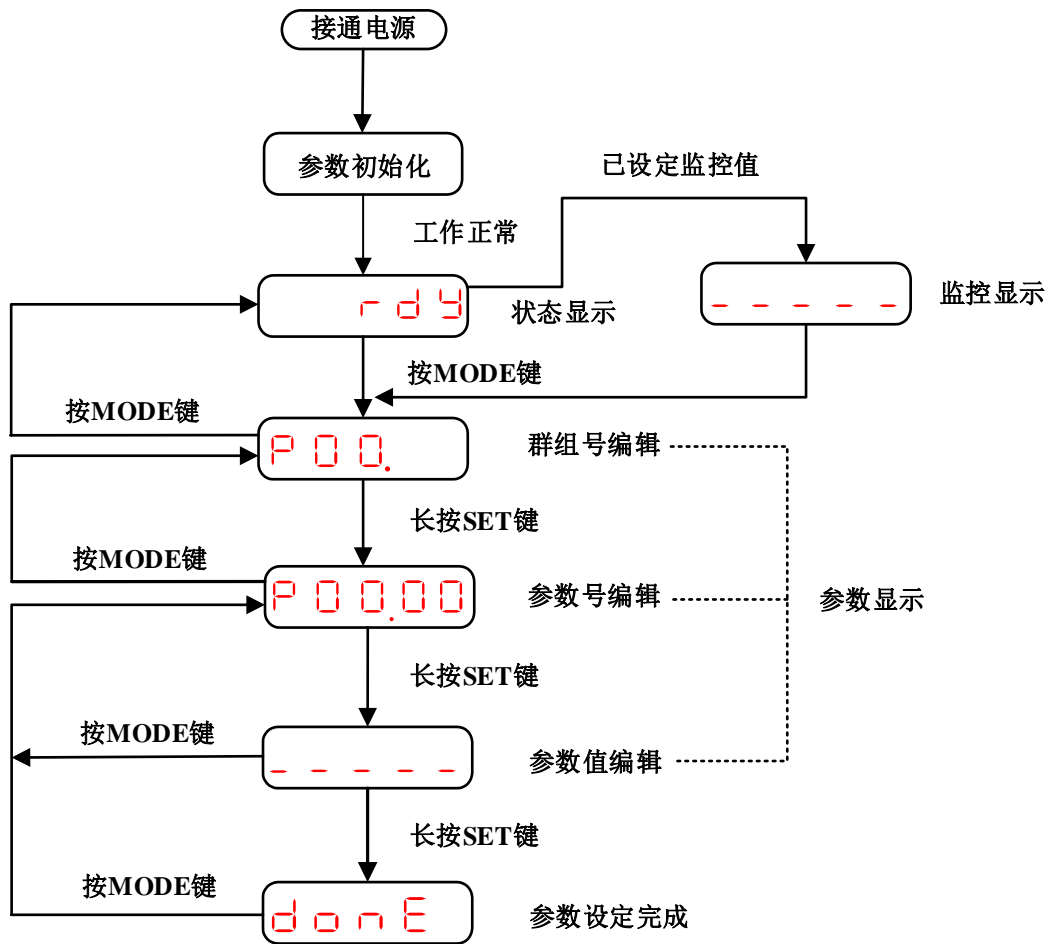 接通电源
参数初始化
已设定监控值
工作正常
rdy
状态显示
_ _ _ _ _
监控显示
按MODE键
按MODE键
P00.
群组号编辑
长按SET键
按MODE键
P00.00
参数号编辑
参数显示
长按SET键
按MODE键
_ _ _ _ _
参数值编辑
长按SET键
按MODE键
donE
参数设定完成